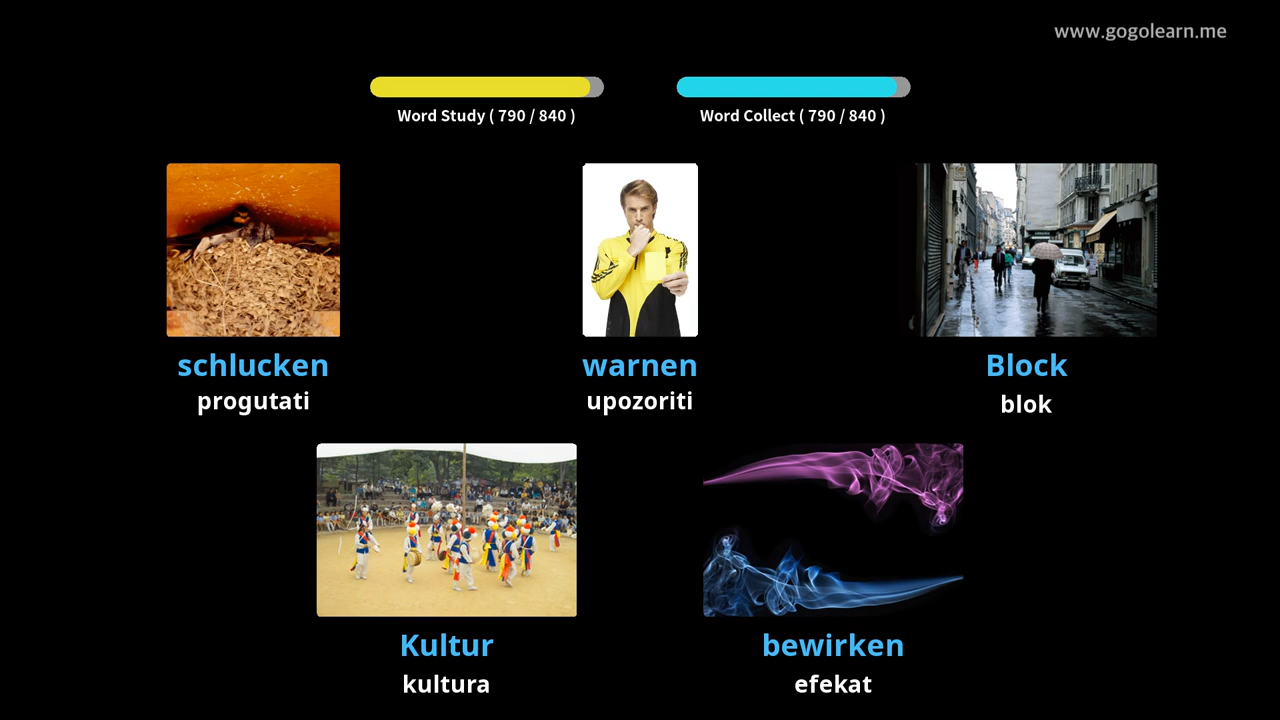 www.gogolearn.me
Word Study ( 790 / 840 )
Word Collect ( 790 / 840 )
schlucken
progutati
warnen
upozoriti
Block
blok
Kultur
kultura
bewirken
efekat